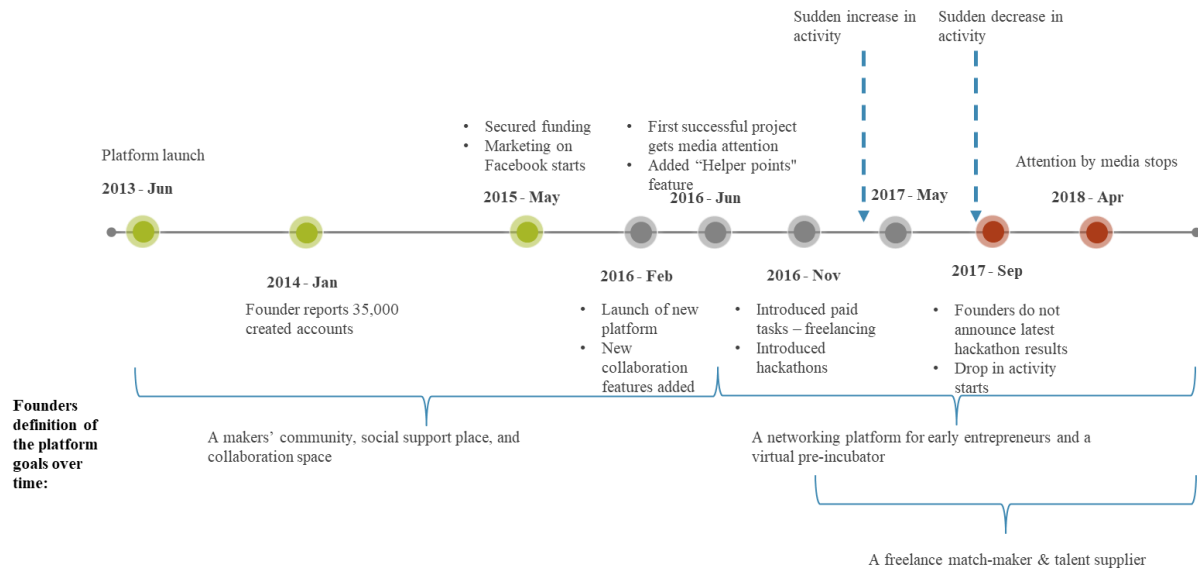 Sudden increase in
activity
Sudden decrease in
activity
• Secured funding
• Marketing on
Facebook starts
• First successful project
gets media attention
• Added “Helper points"
feature
Platform launch
Attention by media stops
2013 - Jun
2015 - May
2016 - Jun
2017 - May
2018 - Apr
2014 - Jan
Founder reports 35,000
created accounts
2016 - Feb
• Launch of new
platform
• New
collaboration
features added
2016 - Nov
• Introduced paid
tasks – freelancing
• Introduced
hackathons
2017 - Sep
• Founders do not
announce latest
hackathon results
• Drop in activity
starts
Founders
definition of
the platform
goals over
time:
A makers’ community, social support place, and
collaboration space
A networking platform for early entrepreneurs and a
virtual pre-incubator
A freelance match-maker & talent supplier